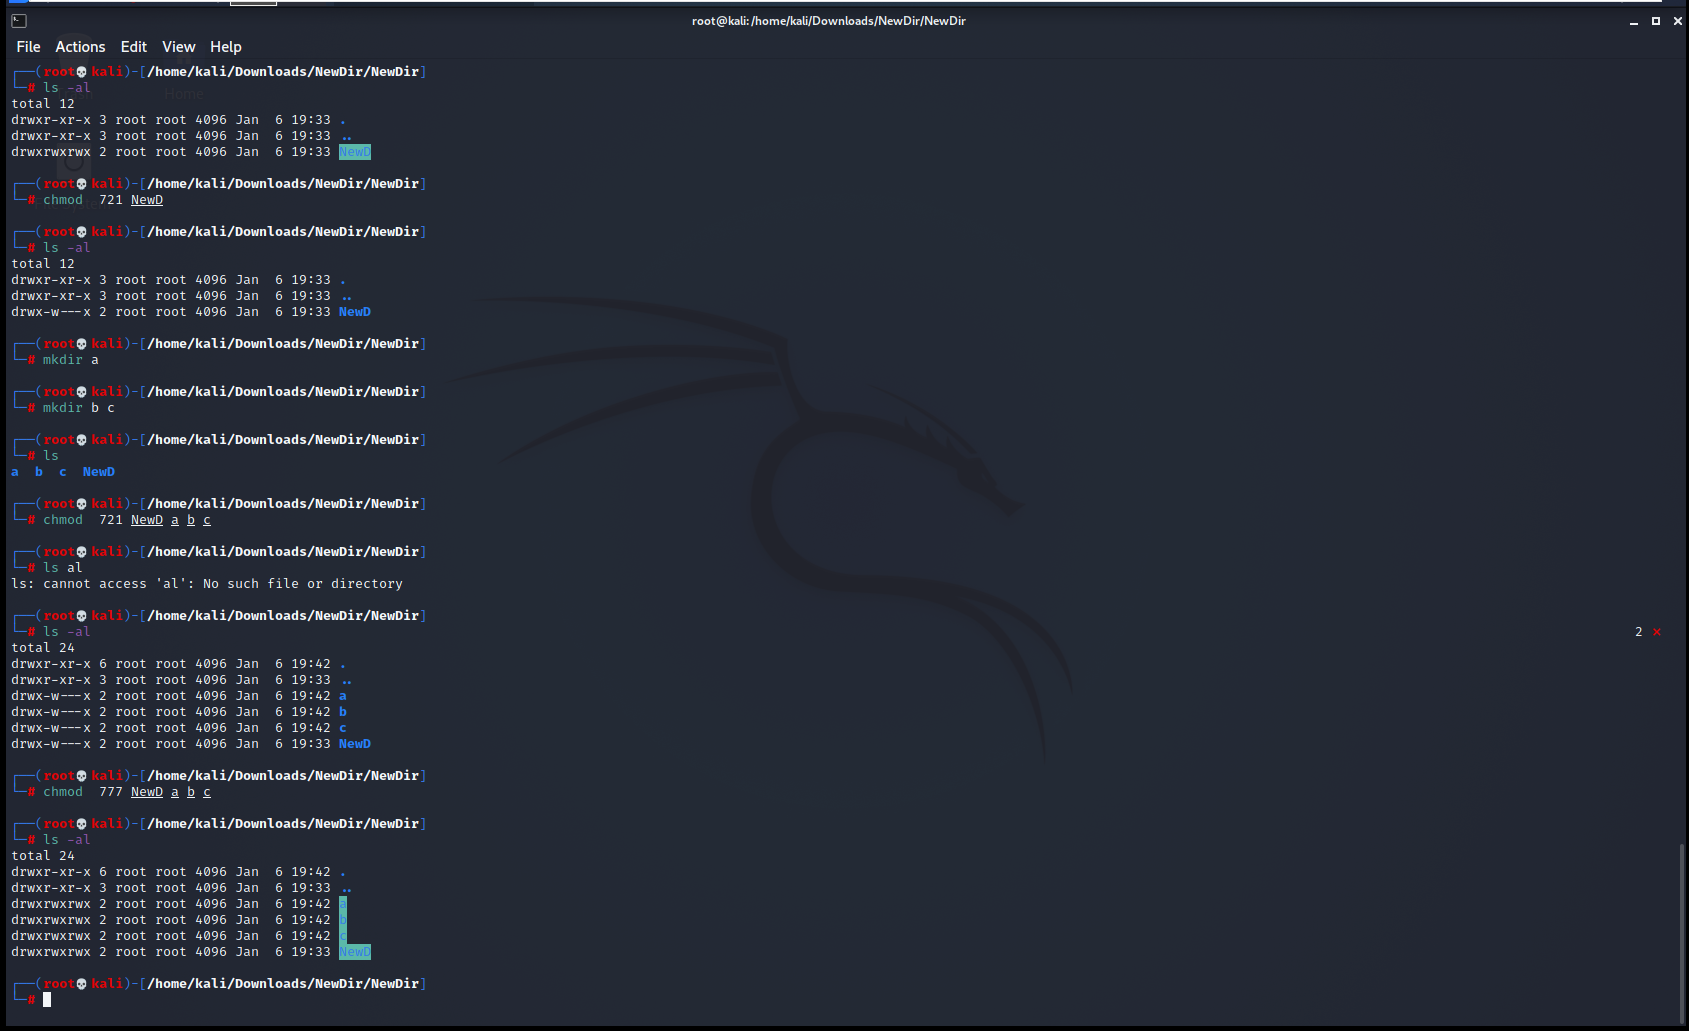 root@kali: /home/kali/Downloads/NewDir/NewDir
File Actions Edit View Help
┌──(root💀kali)-[/home/kali/Downloads/NewDir/NewDir]
└─# ls -al
total 12
drwxr-xr-x 3 root root 4096 Jan  6 19:33 .
drwxr-xr-x 3 root root 4096 Jan  6 19:33 ..
drwxrwxrwx 2 root root 4096 Jan  6 19:33 NewD
┌──(root💀kali)-[/home/kali/Downloads/NewDir/NewDir]
└─# chmod  721 NewD
┌──(root💀kali)-[/home/kali/Downloads/NewDir/NewDir]
└─# ls -al
total 12
drwxr-xr-x 3 root root 4096 Jan  6 19:33 .
drwxr-xr-x 3 root root 4096 Jan  6 19:33 ..
drwx-w---x 2 root root 4096 Jan  6 19:33 NewD
┌──(root💀kali)-[/home/kali/Downloads/NewDir/NewDir]
└─# mkdir a
┌──(root💀kali)-[/home/kali/Downloads/NewDir/NewDir]
└─# mkdir b c
┌──(root💀kali)-[/home/kali/Downloads/NewDir/NewDir]
└─# ls
a  b  c  NewD
┌──(root💀kali)-[/home/kali/Downloads/NewDir/NewDir]
└─# chmod  721 NewD a b c
┌──(root💀kali)-[/home/kali/Downloads/NewDir/NewDir]
└─# ls al
ls: cannot access 'al': No such file or directory
┌──(root💀kali)-[/home/kali/Downloads/NewDir/NewDir]
└─# ls -al 2 ⨯
total 24
drwxr-xr-x 6 root root 4096 Jan  6 19:42 .
drwxr-xr-x 3 root root 4096 Jan  6 19:33 ..
drwx-w---x 2 root root 4096 Jan  6 19:42 a
drwx-w---x 2 root root 4096 Jan  6 19:42 b
drwx-w---x 2 root root 4096 Jan  6 19:42 c
drwx-w---x 2 root root 4096 Jan  6 19:33 NewD
┌──(root💀kali)-[/home/kali/Downloads/NewDir/NewDir]
└─# chmod  777 NewD a b c
┌──(root💀kali)-[/home/kali/Downloads/NewDir/NewDir]
└─# ls -al
total 24
drwxr-xr-x 6 root root 4096 Jan  6 19:42 .
drwxr-xr-x 3 root root 4096 Jan  6 19:33 ..
drwxrwxrwx 2 root root 4096 Jan  6 19:42 a
drwxrwxrwx 2 root root 4096 Jan  6 19:42 b
drwxrwxrwx 2 root root 4096 Jan  6 19:42 c
drwxrwxrwx 2 root root 4096 Jan  6 19:33 NewD
┌──(root💀kali)-[/home/kali/Downloads/NewDir/NewDir]
└─#